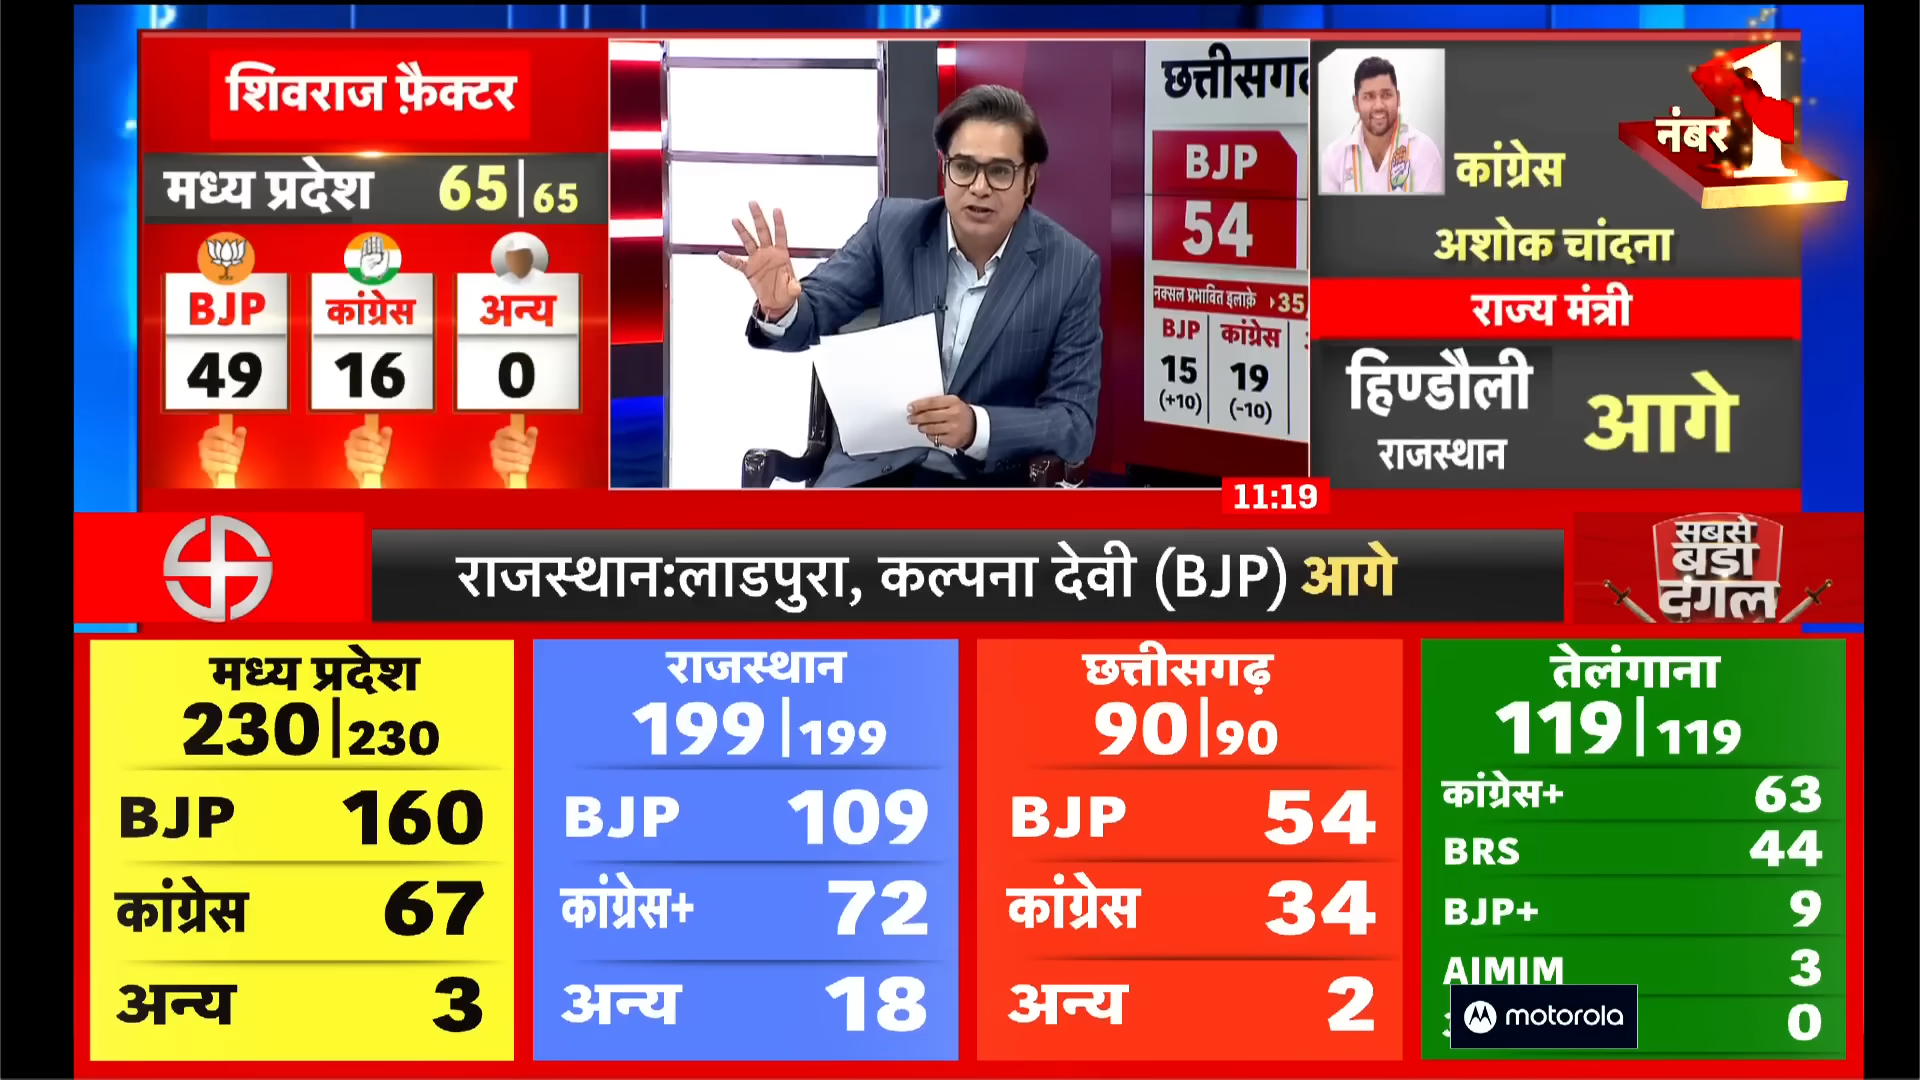 शिवराज फ़ैक्टर
मध्य प्रदेश 65|65
BJP कांग्रेस अन्य
49 16 0
छत्तीसग
BJP
54
नक्सल प्रभावित इलाक़े 35
BJP कांग्रेस
15 19
(+10) (-10)
नंबर 1
कांग्रेस
अशोक चांदना
राज्य मंत्री
हिण्डौली
राजस्थान
आगे
11:19
राजस्थान:लाडपुरा, कल्पना देवी (BJP) आगे
सबसे
बड़ा
दंगल
मध्य प्रदेश
230|230
BJP 160
कांग्रेस 67
अन्य 3
राजस्थान
199|199
BJP 109
कांग्रेस+ 72
अन्य 18
छत्तीसगढ़
90|90
BJP 54
कांग्रेस 34
अन्य 2
तेलंगाना
119|119
कांग्रेस+ 63
BRS 44
BJP+ 9
AIMIM 3
0
motorola